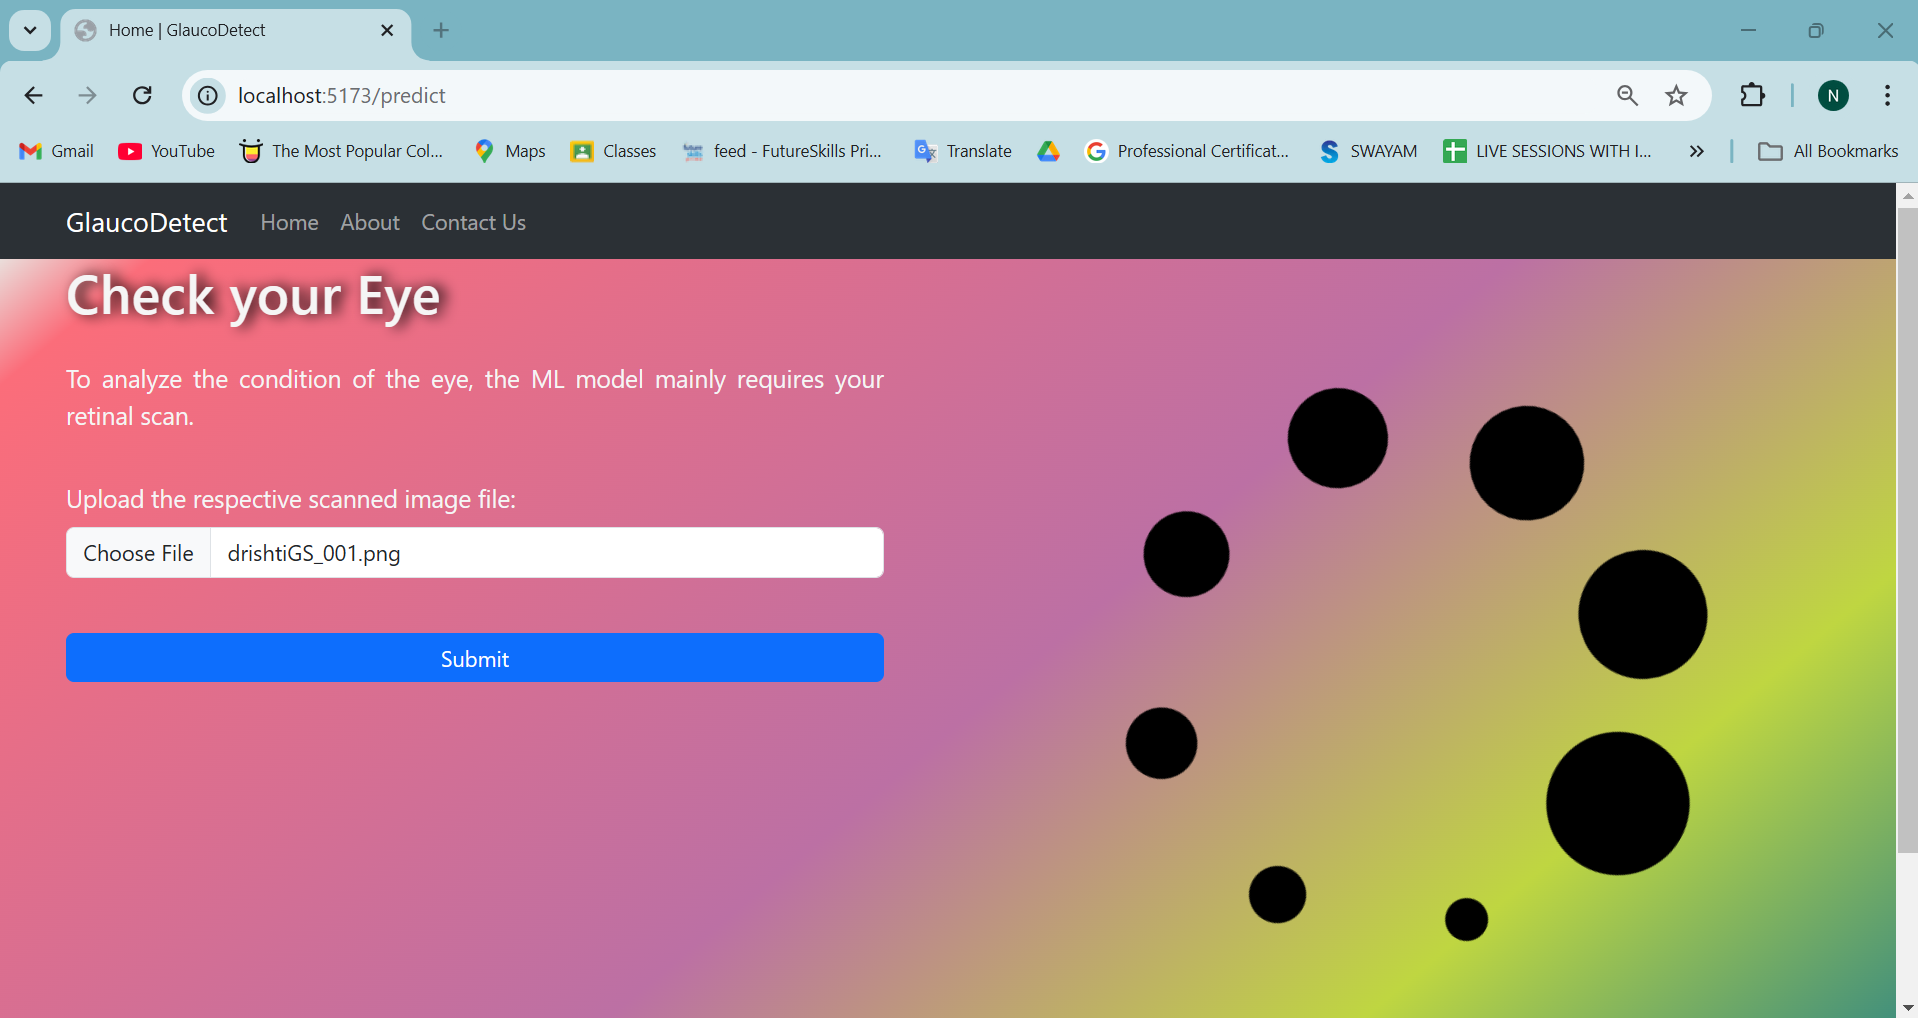 Home | GlaucoDetect
localhost:5173/predict
N
Gmail YouTube The Most Popular Col... Maps Classes feed - FutureSkills Pri... Translate Professional Certificat... SWAYAM LIVE SESSIONS WITH I... All Bookmarks
GlaucoDetect Home About Contact Us
Check your Eye
To analyze the condition of the eye, the ML model mainly requires your
retinal scan.
Upload the respective scanned image file:
Choose File drishtiGS_001.png
Submit